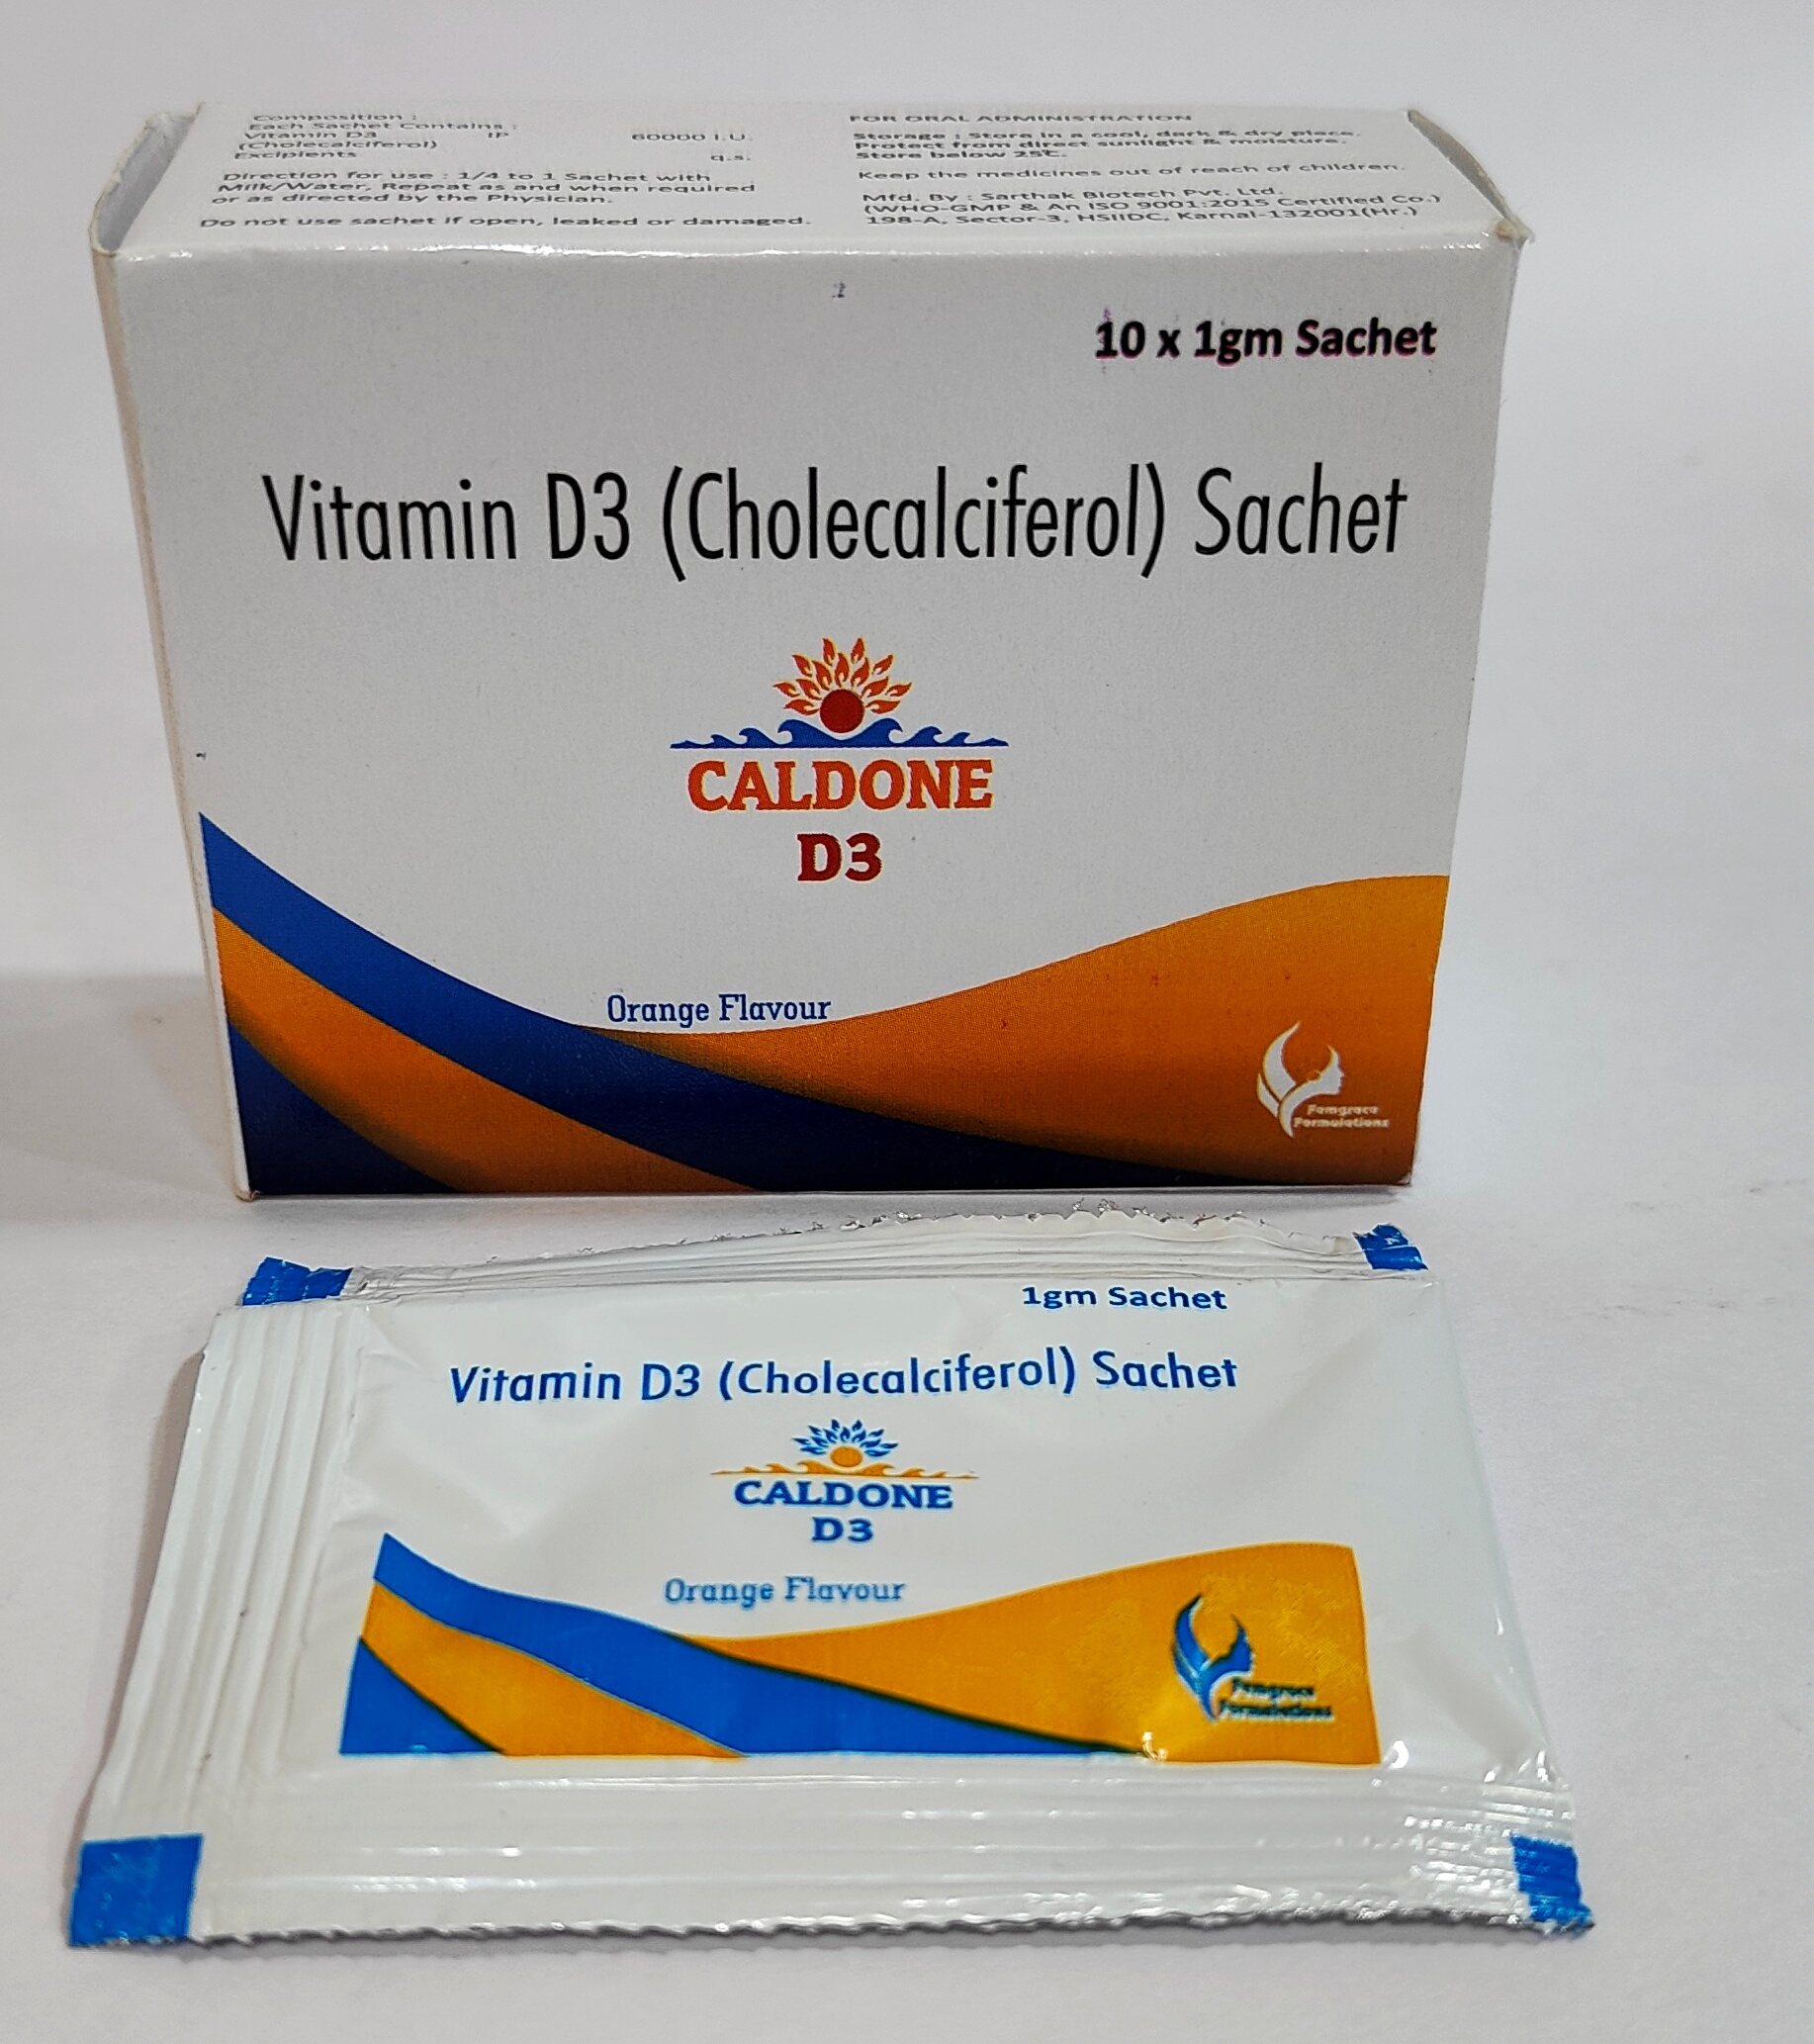 Composition :
Each Sachet Contains :
Vitamin D3 IP 60000 I.U.
(Cholecalciferol)
Excipients q.s.
Direction for use : 1/4 to 1 Sachet with
Milk/Water, Repeat as and when required
or as directed by the Physician.
Do not use sachet if open, leaked or damaged.
FOR ORAL ADMINISTRATION
Storage : Store in a cool, dark & dry place.
Protect from direct sunlight & moisture.
Store below 25°C.
Keep the medicines out of reach of children.
Mfd. By : Sarthak Biotech Pvt. Ltd.
(WHO-GMP & An ISO 9001:2015 Certified Co.)
198-A, Sector-3, HSIIDC, Karnal-132001(Hr.)
10 x 1gm Sachet
Vitamin D3 (Cholecalciferol) Sachet
CALDONE
D3
Orange Flavour
Femgrace
Formulations
1gm Sachet
Vitamin D3 (Cholecalciferol) Sachet
CALDONE
D3
Orange Flavour
Femgrace
Formulations